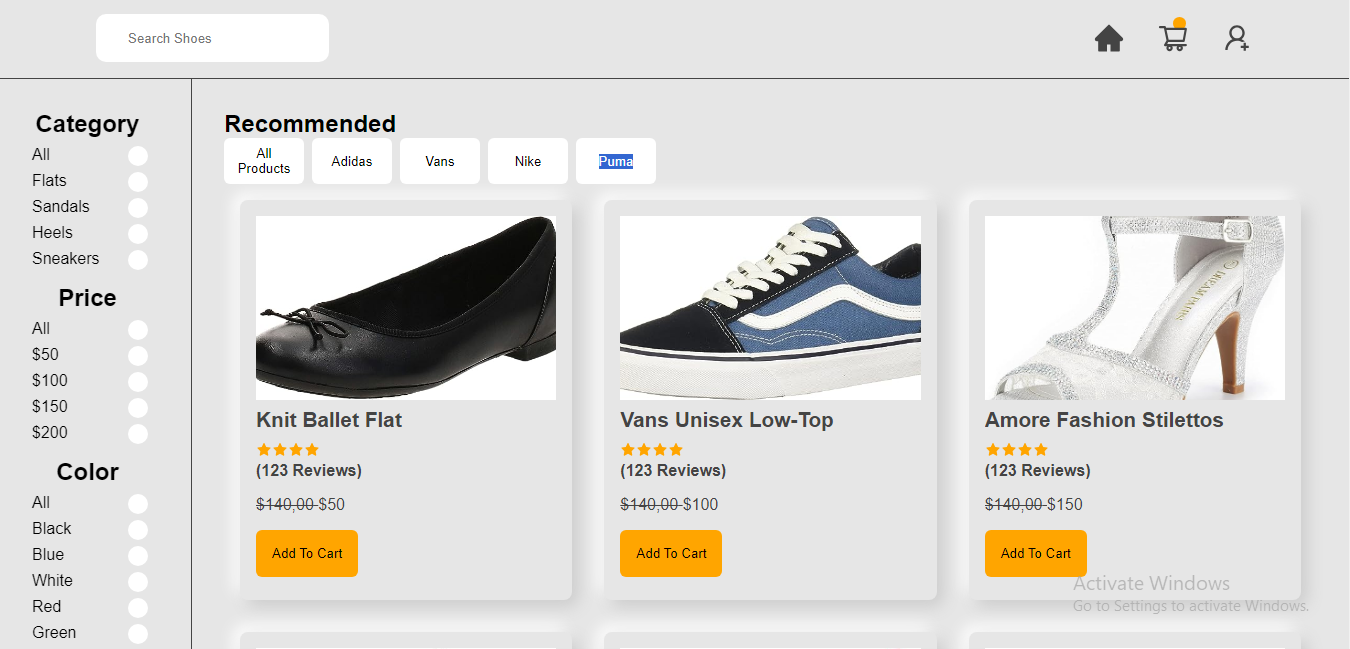 Search Shoes
Category
All
Flats
Sandals
Heels
Sneakers
Price
All
$50
$100
$150
$200
Color
All
Black
Blue
White
Red
Green
Recommended
All Products
Adidas
Vans
Nike
Puma
Knit Ballet Flat
(123 Reviews)
$140,00 $50
Add To Cart
Vans Unisex Low-Top
(123 Reviews)
$140,00 $100
Add To Cart
Amore Fashion Stilettos
(123 Reviews)
$140,00 $150
Add To Cart
Activate Windows
Go to Settings to activate Windows.